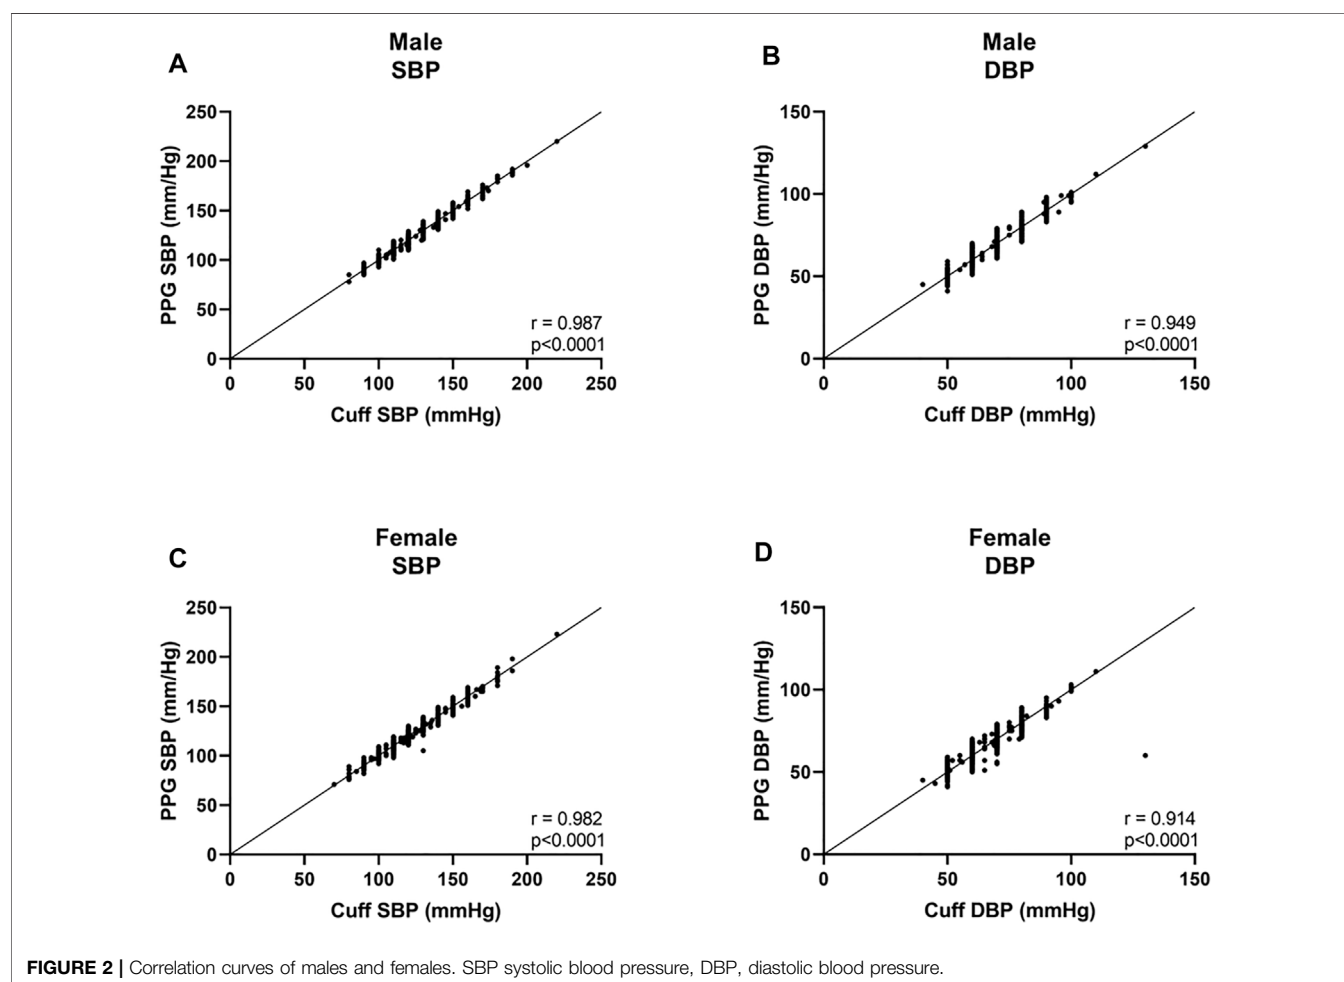 A
Male
SBP
250
200
150
100
50
0
PPG SBP (mm/Hg)
r = 0.987
p<0.0001
0 50 100 150 200 250
Cuff SBP (mmHg)
B
Male
DBP
150
100
50
0
PPG DBP (mm/Hg)
r = 0.949
p<0.0001
0 50 100 150
Cuff DBP (mmHg)
C
Female
SBP
250
200
150
100
50
0
PPG SBP (mm/Hg)
r = 0.982
p<0.0001
0 50 100 150 200 250
Cuff SBP (mmHg)
D
Female
DBP
150
100
50
0
PPG DBP (mm/Hg)
r = 0.914
p<0.0001
0 50 100 150
Cuff DBP (mmHg)
FIGURE 2 | Correlation curves of males and females. SBP systolic blood pressure, DBP, diastolic blood pressure.